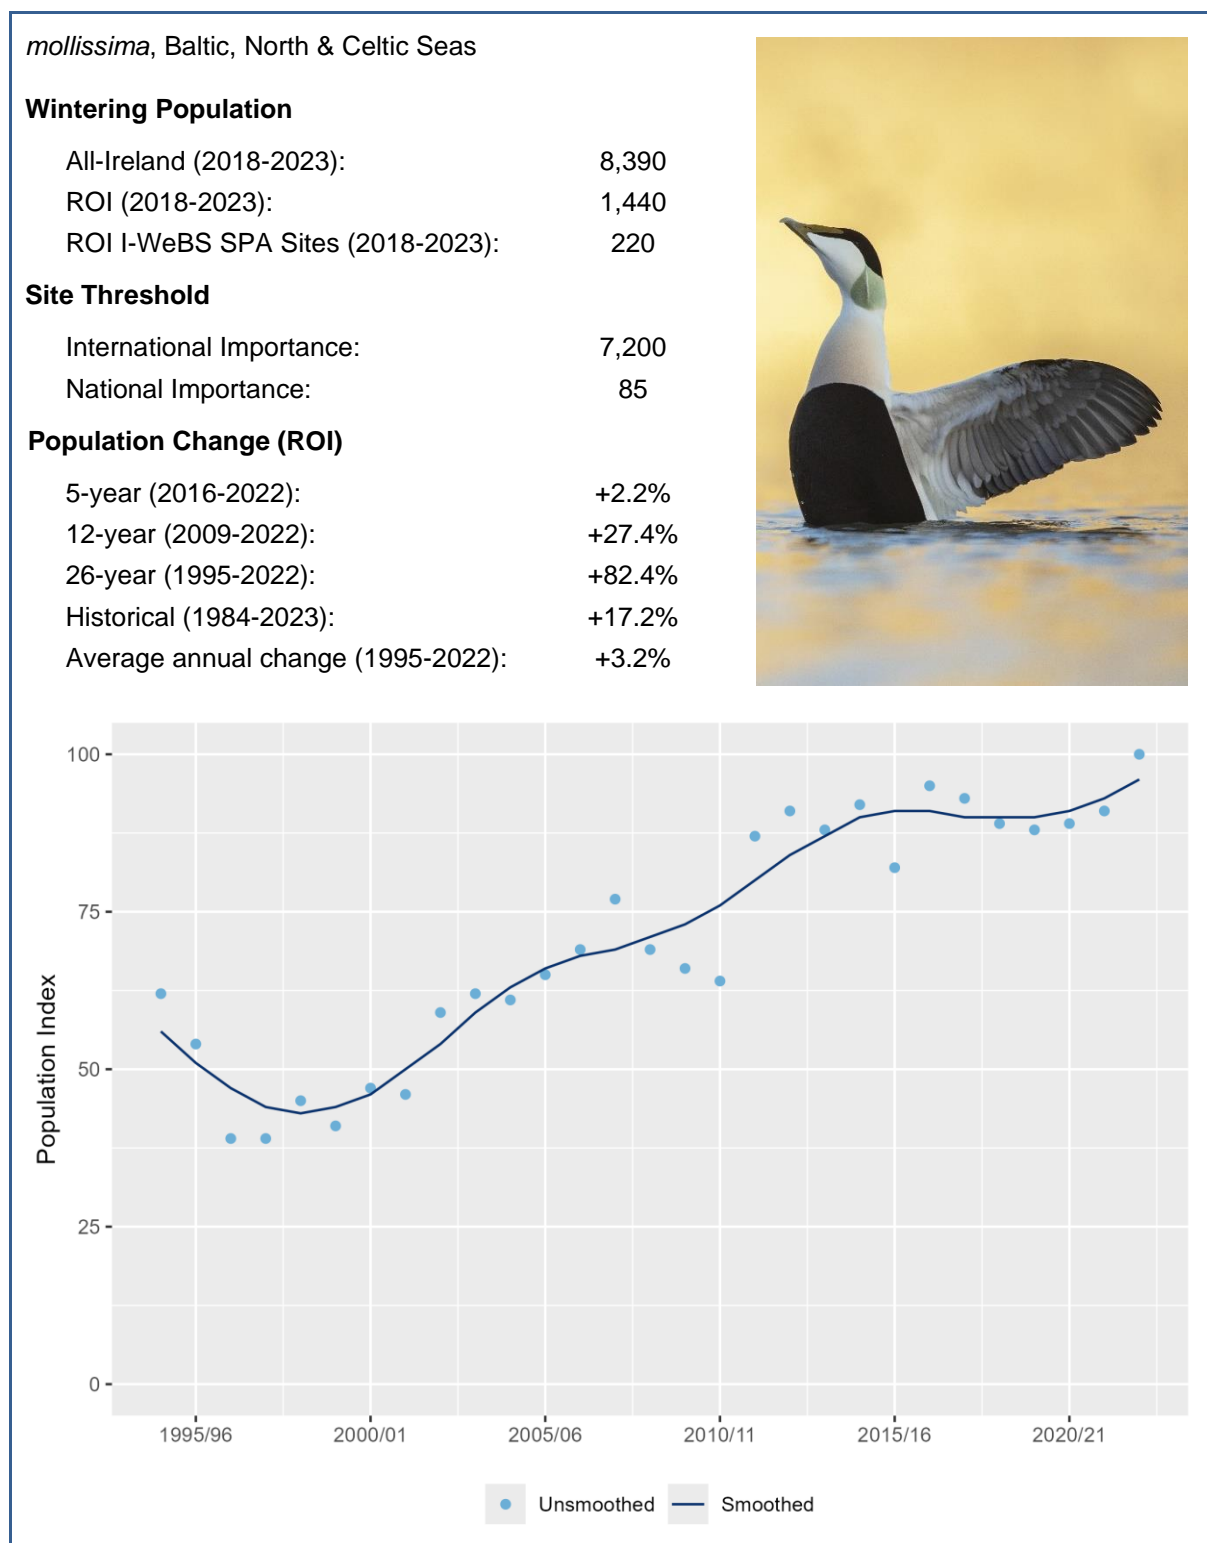 mollissima, Baltic, North & Celtic Seas
Wintering Population
All-Ireland (2018-2023): 8,390
ROI (2018-2023): 1,440
ROI I-WeBS SPA Sites (2018-2023): 220
Site Threshold
International Importance: 7,200
National Importance: 85
Population Change (ROI)
5-year (2016-2022): +2.2%
12-year (2009-2022): +27.4%
26-year (1995-2022): +82.4%
Historical (1984-2023): +17.2%
Average annual change (1995-2022): +3.2%
Population Index
100
75
50
25
0
1995/96 2000/01 2005/06 2010/11 2015/16 2020/21
Unsmoothed Smoothed